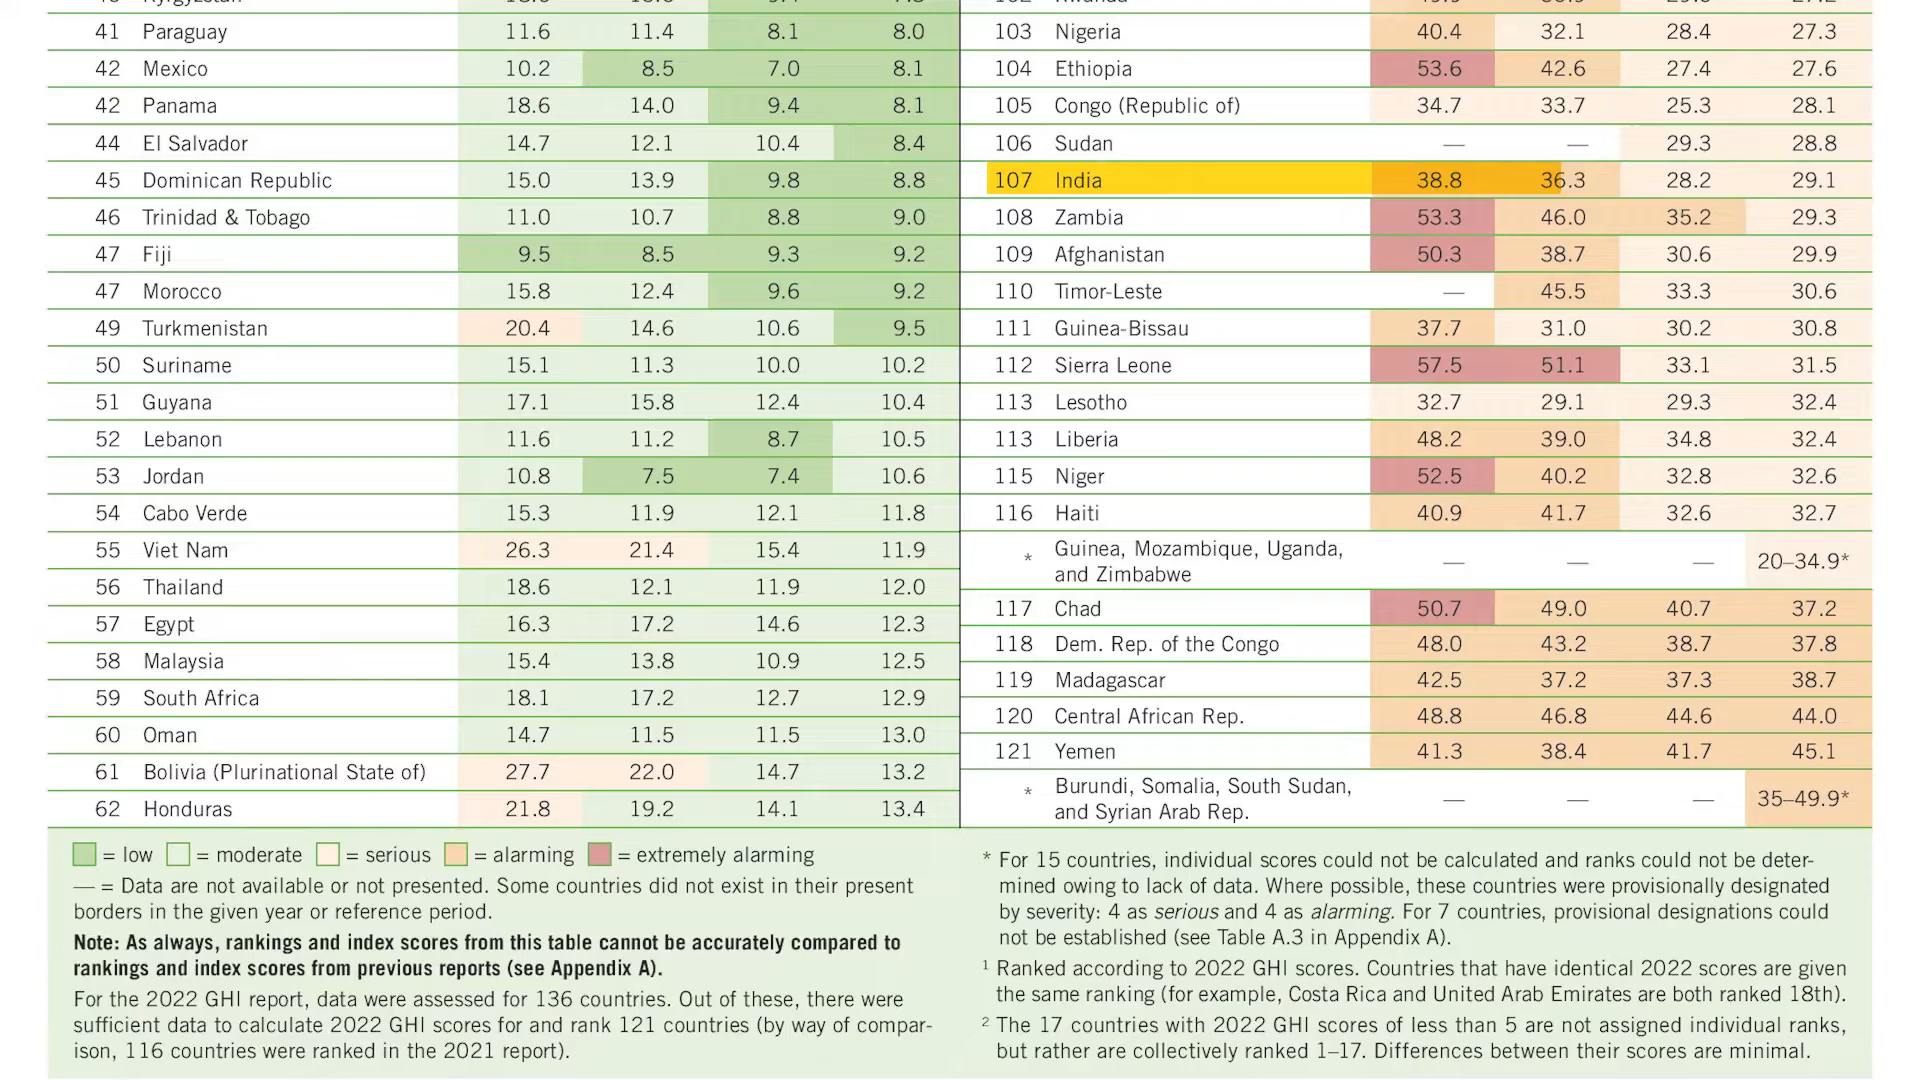 41 Paraguay 11.6 11.4 8.1 8.0
42 Mexico 10.2 8.5 7.0 8.1
42 Panama 18.6 14.0 9.4 8.1
44 El Salvador 14.7 12.1 10.4 8.4
45 Dominican Republic 15.0 13.9 9.8 8.8
46 Trinidad & Tobago 11.0 10.7 8.8 9.0
47 Fiji 9.5 8.5 9.3 9.2
47 Morocco 15.8 12.4 9.6 9.2
49 Turkmenistan 20.4 14.6 10.6 9.5
50 Suriname 15.1 11.3 10.0 10.2
51 Guyana 17.1 15.8 12.4 10.4
52 Lebanon 11.6 11.2 8.7 10.5
53 Jordan 10.8 7.5 7.4 10.6
54 Cabo Verde 15.3 11.9 12.1 11.8
55 Viet Nam 26.3 21.4 15.4 11.9
56 Thailand 18.6 12.1 11.9 12.0
57 Egypt 16.3 17.2 14.6 12.3
58 Malaysia 15.4 13.8 10.9 12.5
59 South Africa 18.1 17.2 12.7 12.9
60 Oman 14.7 11.5 11.5 13.0
61 Bolivia (Plurinational State of) 27.7 22.0 14.7 13.2
62 Honduras 21.8 19.2 14.1 13.4
103 Nigeria 40.4 32.1 28.4 27.3
104 Ethiopia 53.6 42.6 27.4 27.6
105 Congo (Republic of) 34.7 33.7 25.3 28.1
106 Sudan — — 29.3 28.8
107 India 38.8 36.3 28.2 29.1
108 Zambia 53.3 46.0 35.2 29.3
109 Afghanistan 50.3 38.7 30.6 29.9
110 Timor-Leste — 45.5 33.3 30.6
111 Guinea-Bissau 37.7 31.0 30.2 30.8
112 Sierra Leone 57.5 51.1 33.1 31.5
113 Lesotho 32.7 29.1 29.3 32.4
113 Liberia 48.2 39.0 34.8 32.4
115 Niger 52.5 40.2 32.8 32.6
116 Haiti 40.9 41.7 32.6 32.7
* Guinea, Mozambique, Uganda,
and Zimbabwe — — — 20–34.9*
117 Chad 50.7 49.0 40.7 37.2
118 Dem. Rep. of the Congo 48.0 43.2 38.7 37.8
119 Madagascar 42.5 37.2 37.3 38.7
120 Central African Rep. 48.8 46.8 44.6 44.0
121 Yemen 41.3 38.4 41.7 45.1
* Burundi, Somalia, South Sudan,
and Syrian Arab Rep. — — — 35–49.9*
= low = moderate = serious = alarming = extremely alarming
— = Data are not available or not presented. Some countries did not exist in their present
borders in the given year or reference period.
Note: As always, rankings and index scores from this table cannot be accurately compared to
rankings and index scores from previous reports (see Appendix A).
For the 2022 GHI report, data were assessed for 136 countries. Out of these, there were
sufficient data to calculate 2022 GHI scores for and rank 121 countries (by way of compar-
ison, 116 countries were ranked in the 2021 report).
* For 15 countries, individual scores could not be calculated and ranks could not be deter-
mined owing to lack of data. Where possible, these countries were provisionally designated
by severity: 4 as serious and 4 as alarming. For 7 countries, provisional designations could
not be established (see Table A.3 in Appendix A).
¹ Ranked according to 2022 GHI scores. Countries that have identical 2022 scores are given
the same ranking (for example, Costa Rica and United Arab Emirates are both ranked 18th).
² The 17 countries with 2022 GHI scores of less than 5 are not assigned individual ranks,
but rather are collectively ranked 1–17. Differences between their scores are minimal.